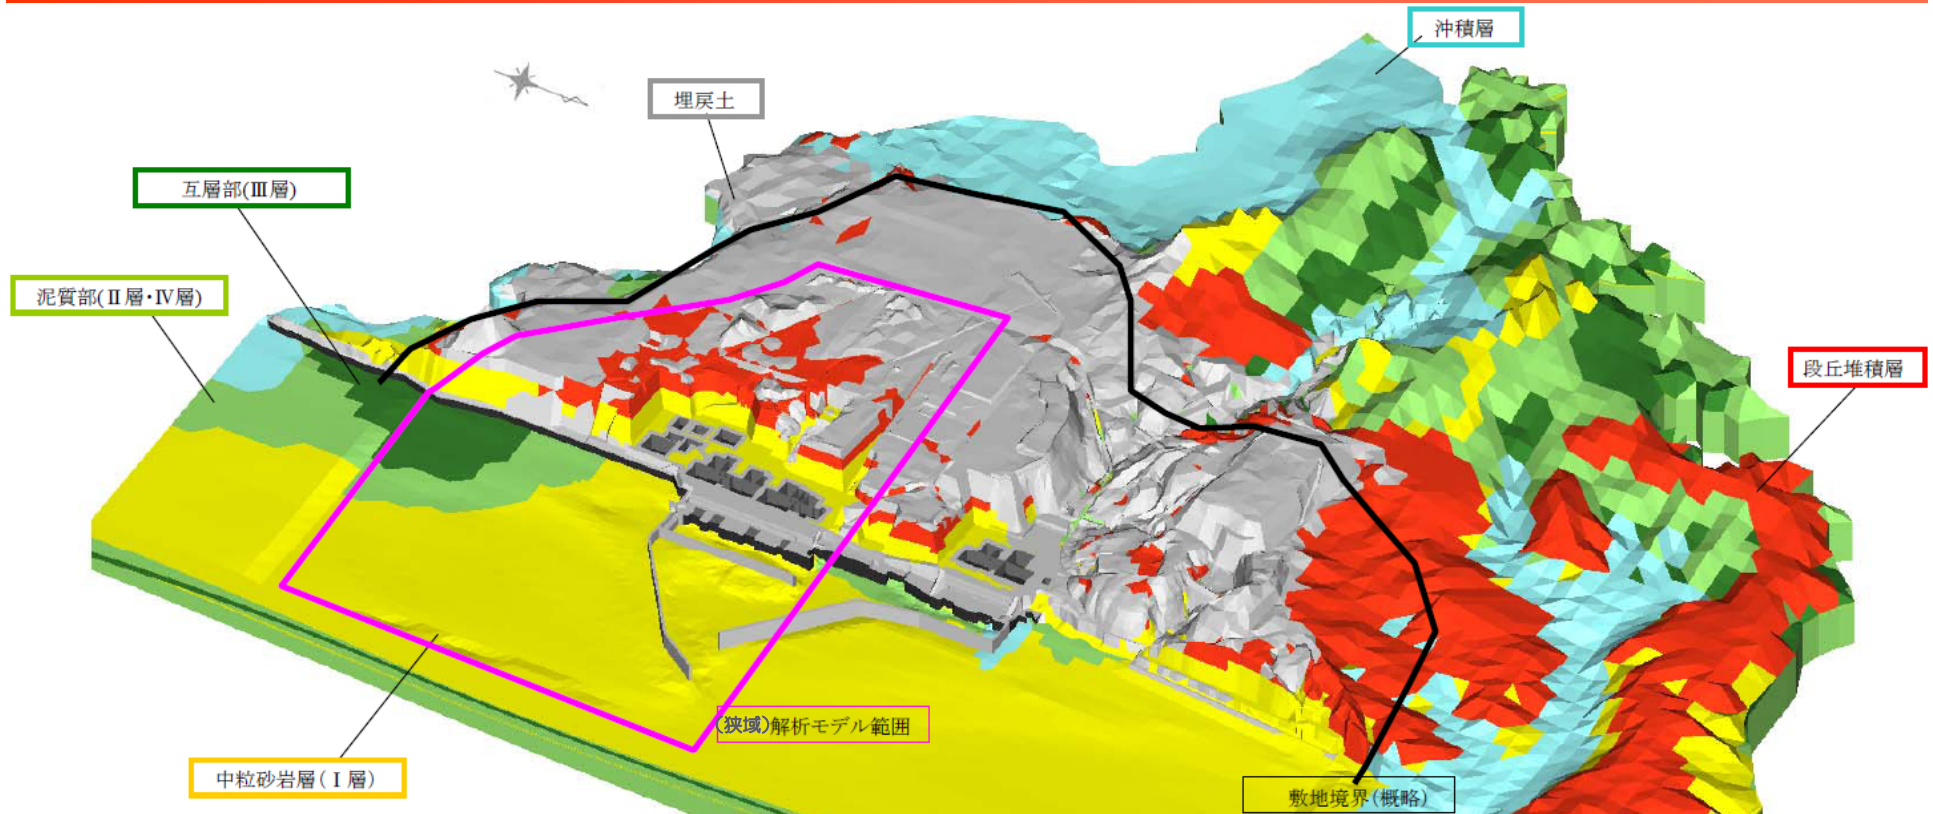 沖積層
埋戻土
互層部(Ⅲ層)
泥質部(Ⅱ層・Ⅳ層)
段丘堆積層
(狭域)解析モデル範囲
中粒砂岩層(Ⅰ層)
敷地境界(概略)